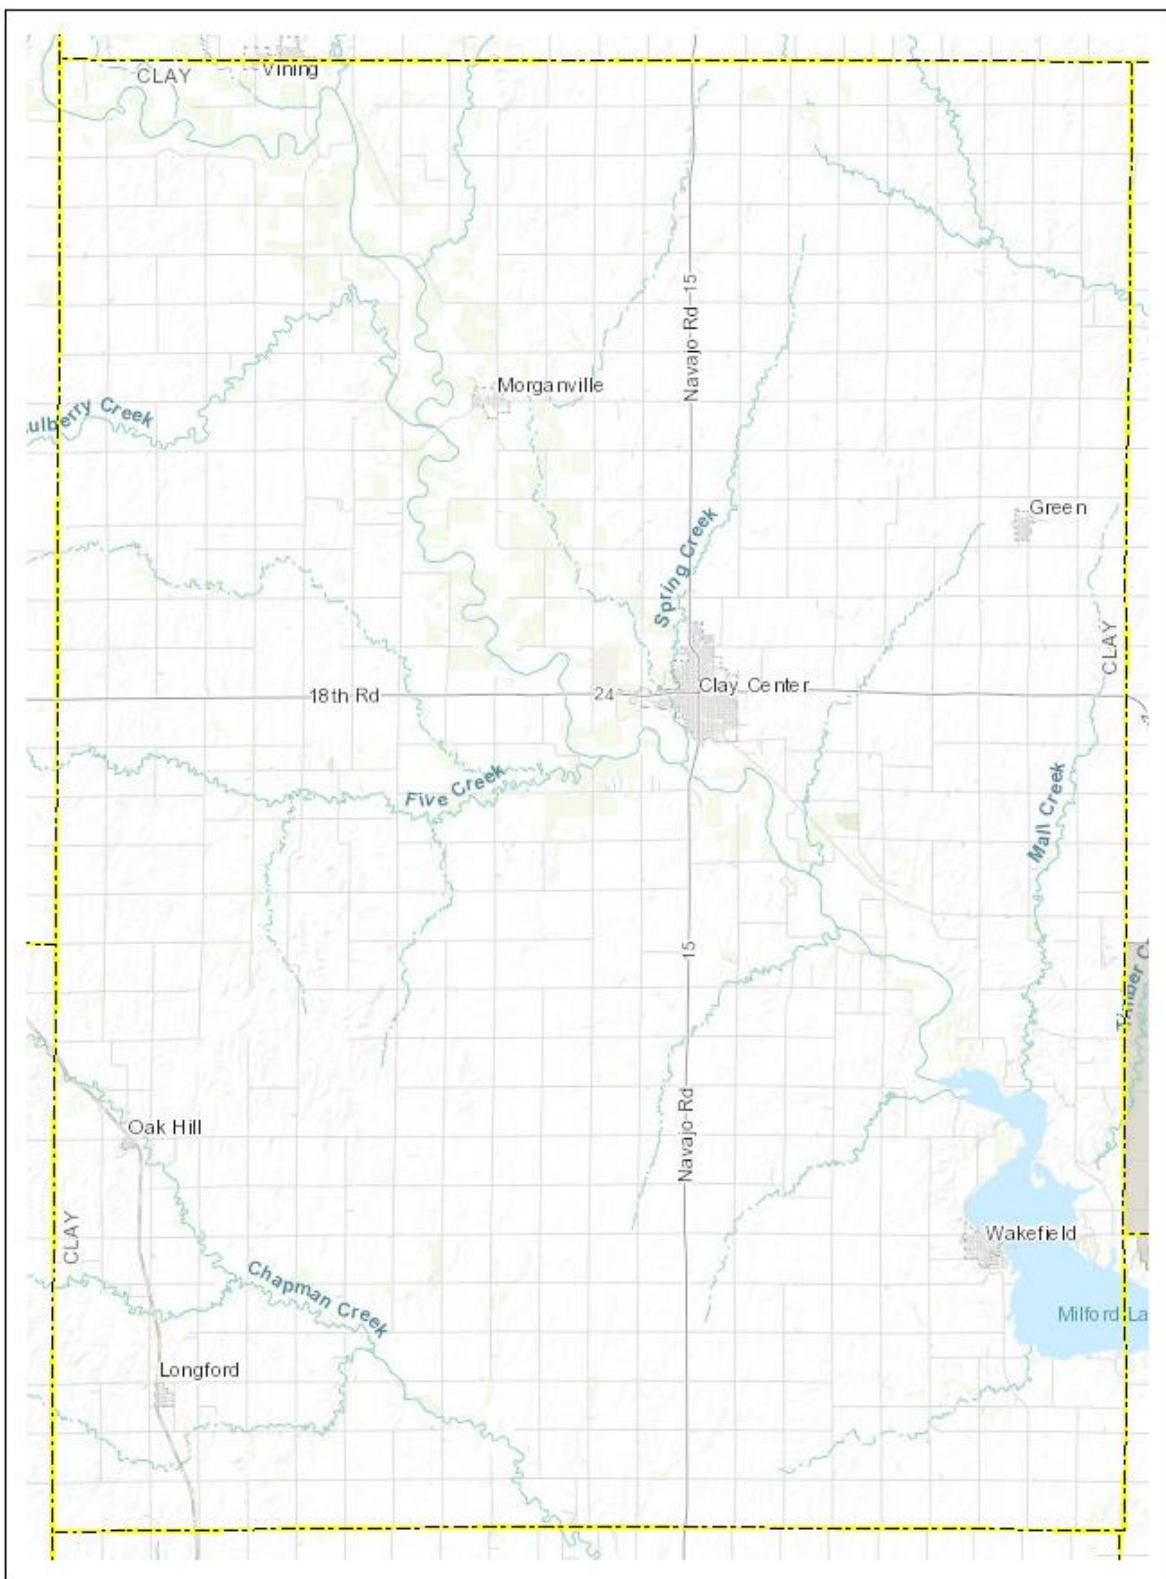 Vining
CLAY
Navajo Rd 15
Morganville
ulberry Creek
Green
Spring Creek
CLAY
Clay Center
18th Rd
24
Five Creek
Mall Creek
15
Timber C
Navajo Rd
Oak Hill
CLAY
Wakefield
Chapman Creek
Milford La
Longford